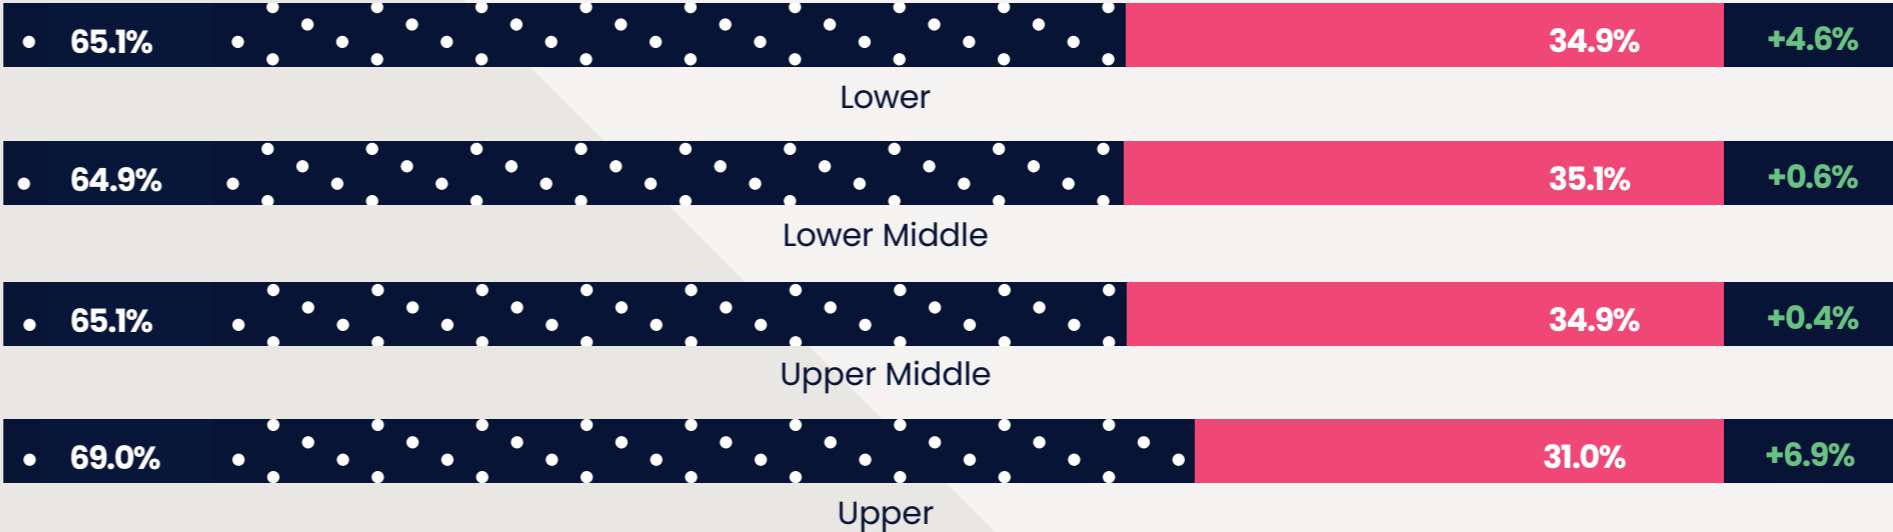 65.1% 34.9% +4.6%
Lower
64.9% 35.1% +0.6%
Lower Middle
65.1% 34.9% +0.4%
Upper Middle
69.0% 31.0% +6.9%
Upper